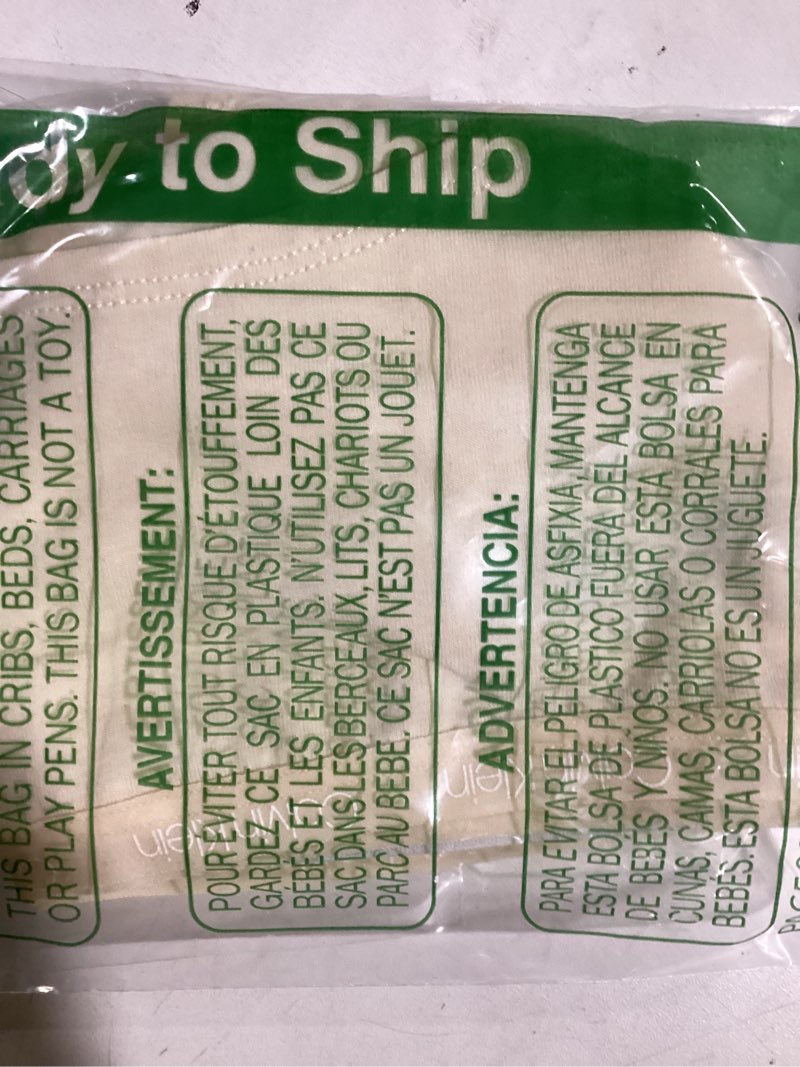 dy to Ship
THIS BAG IN CRIBS, BEDS, CARRIAGES
OR PLAY PENS. THIS BAG IS NOT A TOY.
AVERTISSEMENT:
POUR ÉVITER TOUT RISQUE D'ÉTOUFFEMENT,
GARDEZ CE SAC EN PLASTIQUE LOIN DES
BÉBÉS ET LES ENFANTS. N'UTILISEZ PAS CE
SAC DANS LES BERCEAUX, LITS, CHARIOTS OU
PARC AU BEBE. CE SAC N'EST PAS UN JOUET.
ADVERTENCIA:
PARA EVITAR EL PELIGRO DE ASFIXIA, MANTENGA
ESTA BOLSA DE PLASTICO FUERA DEL ALCANCE
DE BEBÉS Y NIÑOS. NO USAR ESTA BOLSA EN
CUNAS, CAMAS, CARRIOLAS O CORRALES PARA
BEBÉS. ESTA BOLSA NO ES UN JUGUETE.
Calvin Klein
Calvin Klein